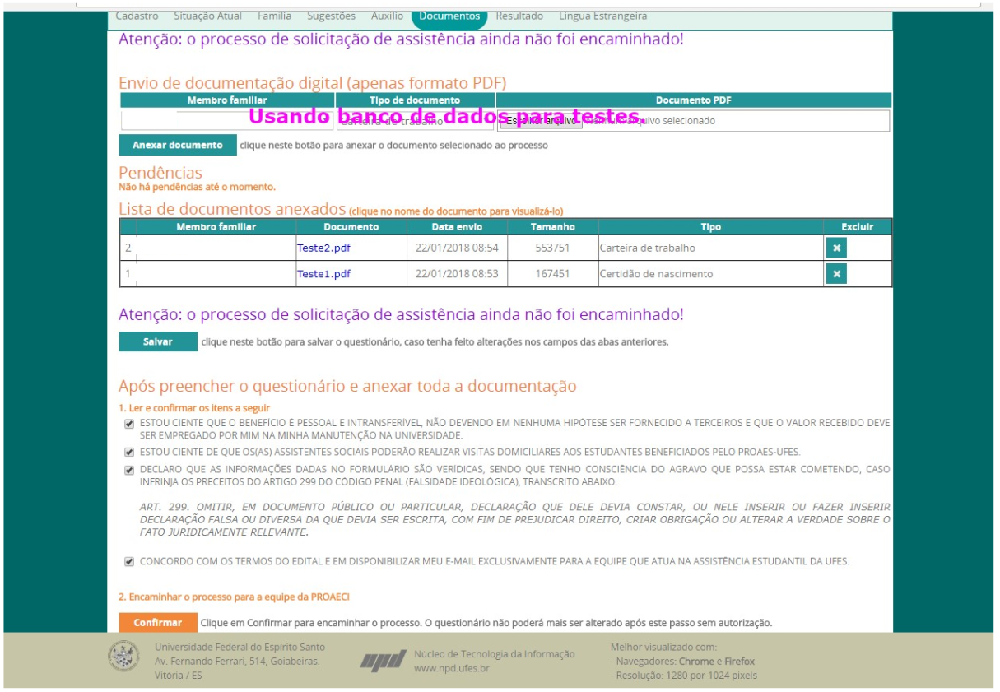 Cadastro Situação Atual Família Sugestões Auxílio Documentos Resultado Língua Estrangeira
Atenção: o processo de solicitação de assistência ainda não foi encaminhado!
Envio de documentação digital (apenas formato PDF)
Membro familiar Tipo de documento Documento PDF
Usando banco de dados para testes.
Carteira de trabalho Escolher arquivo Nenhum arquivo selecionado
Anexar documento clique neste botão para anexar o documento selecionado ao processo
Pendências
Não há pendências até o momento.
Lista de documentos anexados (clique no nome do documento para visualizá-lo)
Membro familiar Documento Data envio Tamanho Tipo Excluir
2 Teste2.pdf 22/01/2018 08:54 553751 Carteira de trabalho
1 Teste1.pdf 22/01/2018 08:53 167451 Certidão de nascimento
Atenção: o processo de solicitação de assistência ainda não foi encaminhado!
Salvar clique neste botão para salvar o questionário, caso tenha feito alterações nos campos das abas anteriores.
Após preencher o questionário e anexar toda a documentação
1. Ler e confirmar os itens a seguir
ESTOU CIENTE QUE O BENEFÍCIO É PESSOAL E INTRANSFERÍVEL, NÃO DEVENDO EM NENHUMA HIPÓTESE SER FORNECIDO A TERCEIROS E QUE O VALOR RECEBIDO DEVE
SER EMPREGADO POR MIM NA MINHA MANUTENÇÃO NA UNIVERSIDADE.
ESTOU CIENTE DE QUE OS(AS) ASSISTENTES SOCIAIS PODERÃO REALIZAR VISITAS DOMICILIARES AOS ESTUDANTES BENEFICIADOS PELO PROAES-UFES.
DECLARO QUE AS INFORMAÇÕES DADAS NO FORMULÁRIO SÃO VERÍDICAS, SENDO QUE TENHO CONSCIÊNCIA DO AGRAVO QUE POSSA ESTAR COMETENDO, CASO
INFRINJA OS PRECEITOS DO ARTIGO 299 DO CÓDIGO PENAL (FALSIDADE IDEOLÓGICA), TRANSCRITO ABAIXO:
ART. 299. OMITIR, EM DOCUMENTO PÚBLICO OU PARTICULAR, DECLARAÇÃO QUE DELE DEVIA CONSTAR, OU NELE INSERIR OU FAZER INSERIR
DECLARAÇÃO FALSA OU DIVERSA DA QUE DEVIA SER ESCRITA, COM FIM DE PREJUDICAR DIREITO, CRIAR OBRIGAÇÃO OU ALTERAR A VERDADE SOBRE O
FATO JURIDICAMENTE RELEVANTE.
CONCORDO COM OS TERMOS DO EDITAL E EM DISPONIBILIZAR MEU E-MAIL EXCLUSIVAMENTE PARA A EQUIPE QUE ATUA NA ASSISTÊNCIA ESTUDANTIL DA UFES.
2. Encaminhar o processo para a equipe da PROAECI
Confirmar Clique em Confirmar para encaminhar o processo. O questionário não poderá mais ser alterado após este passo sem autorização.
Universidade Federal do Espírito Santo
Av. Fernando Ferrari, 514, Goiabeiras.
Vitória / ES
npd
Núcleo de Tecnologia da Informação
www.npd.ufes.br
Melhor visualizado com:
- Navegadores: Chrome e Firefox
- Resolução: 1280 por 1024 pixels